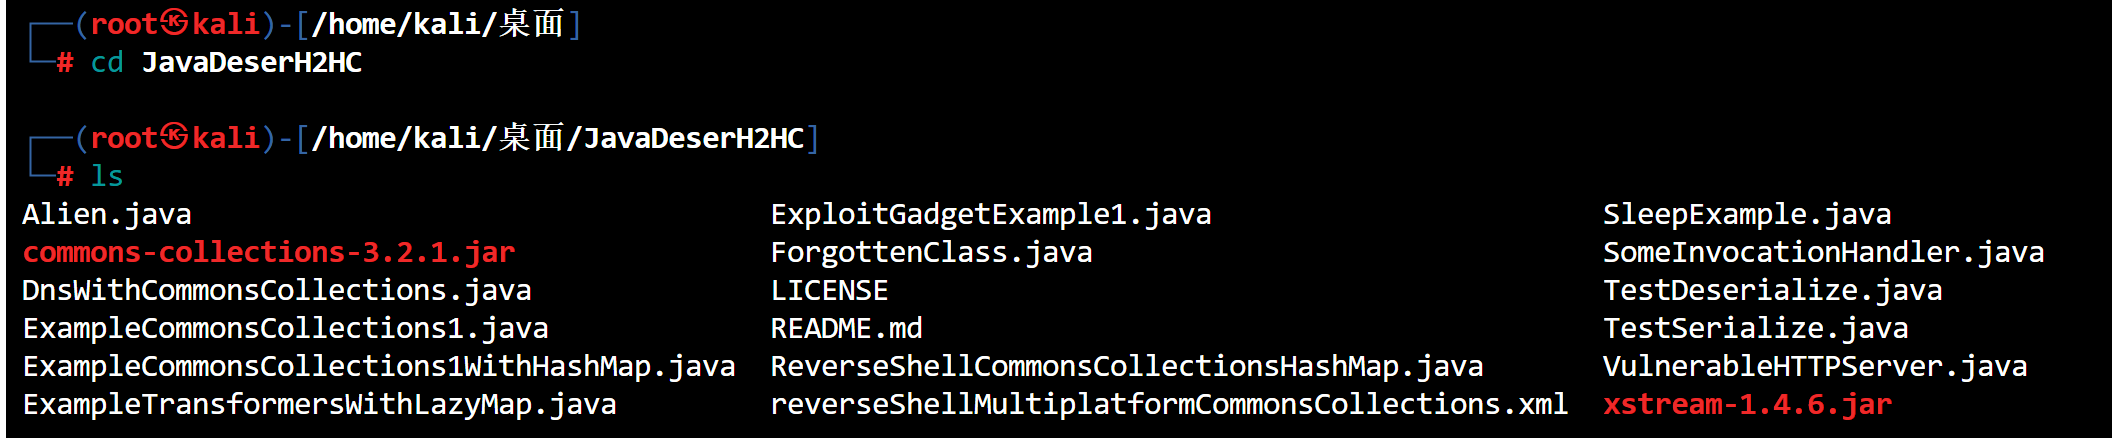 ┌──(root㉿kali)-[/home/kali/桌面]
└─# cd JavaDeserH2HC
┌──(root㉿kali)-[/home/kali/桌面/JavaDeserH2HC]
└─# ls
Alien.java ExploitGadgetExample1.java SleepExample.java
commons-collections-3.2.1.jar ForgottenClass.java SomeInvocationHandler.java
DnsWithCommonsCollections.java LICENSE TestDeserialize.java
ExampleCommonsCollections1.java README.md TestSerialize.java
ExampleCommonsCollections1WithHashMap.java ReverseShellCommonsCollectionsHashMap.java VulnerableHTTPServer.java
ExampleTransformersWithLazyMap.java reverseShellMultiplatformCommonsCollections.xml xstream-1.4.6.jar